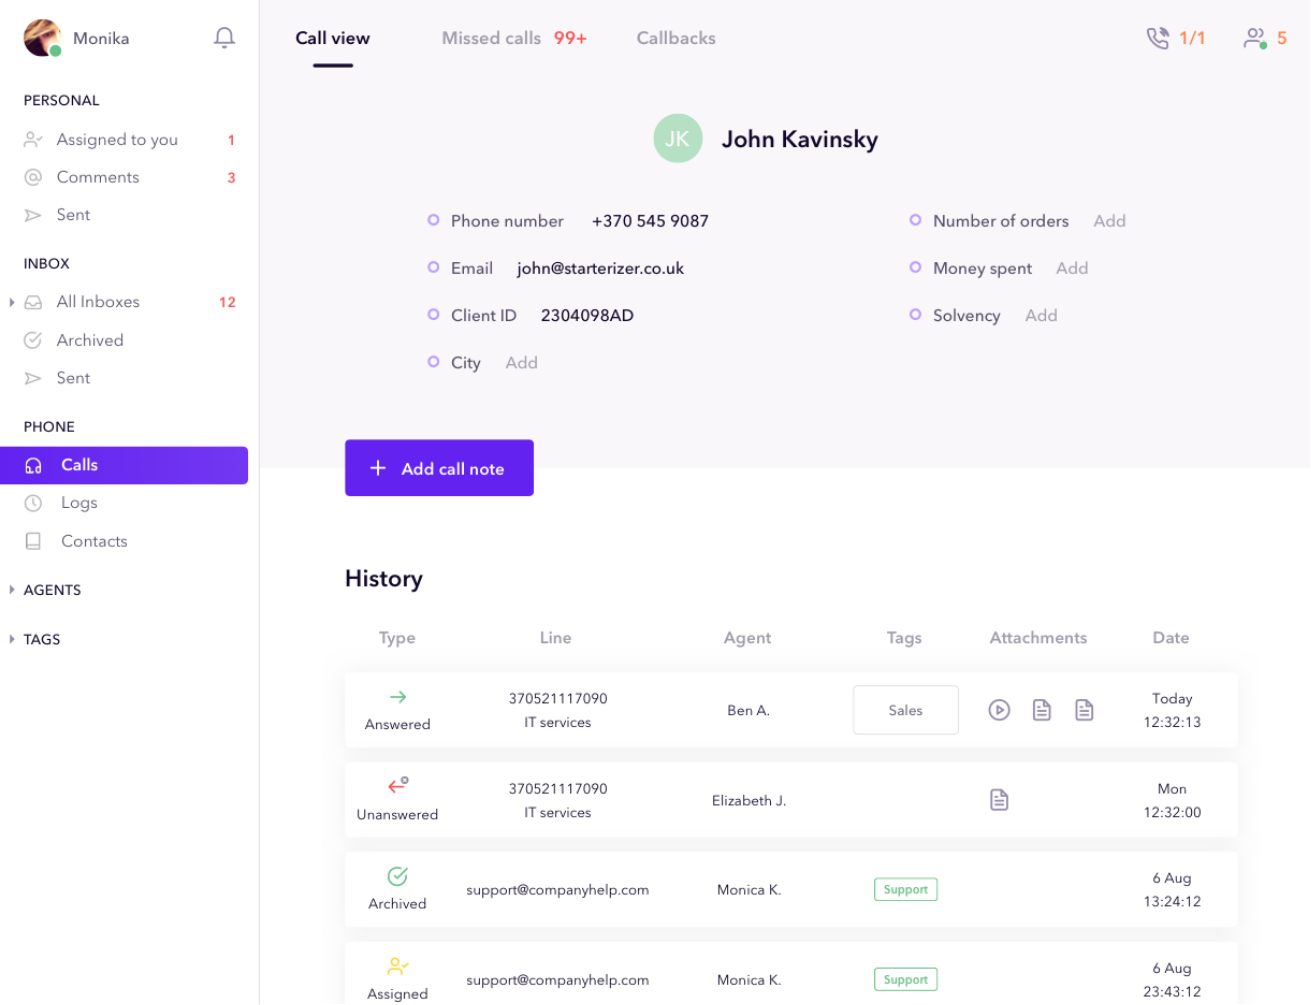 Monika
PERSONAL
Assigned to you 1
Comments 3
Sent
INBOX
All Inboxes 12
Archived
Sent
PHONE
Calls
Logs
Contacts
AGENTS
TAGS
Call view Missed calls 99+ Callbacks 1/1 5
JK John Kavinsky
Phone number +370 545 9087
Email john@starterizer.co.uk
Client ID 2304098AD
City Add
Number of orders Add
Money spent Add
Solvency Add
+ Add call note
History
Type Line Agent Tags Attachments Date
Answered
370521117090
IT services
Ben A.
Sales
Today
12:32:13
Unanswered
370521117090
IT services
Elizabeth J.
Mon
12:32:00
Archived
support@companyhelp.com
Monica K.
Support
6 Aug
13:24:12
Assigned
support@companyhelp.com
Monica K.
Support
6 Aug
23:43:12